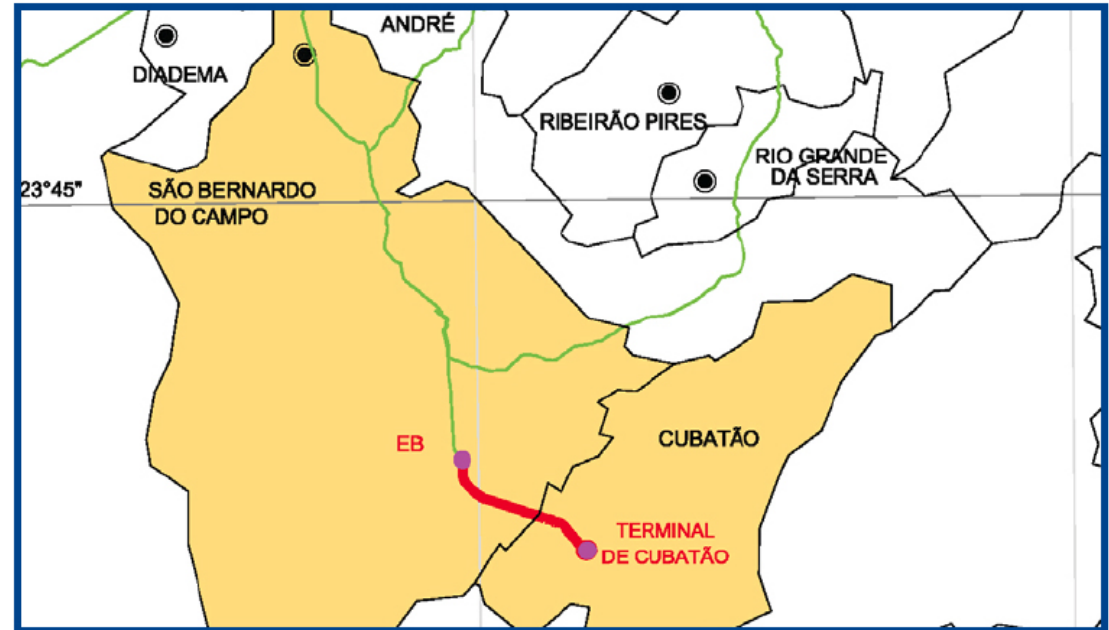 ANDRÉ
DIADEMA
RIBEIRÃO PIRES
RIO GRANDE
DA SERRA
23°45"
SÃO BERNARDO
DO CAMPO
EB
CUBATÃO
TERMINAL
DE CUBATÃO